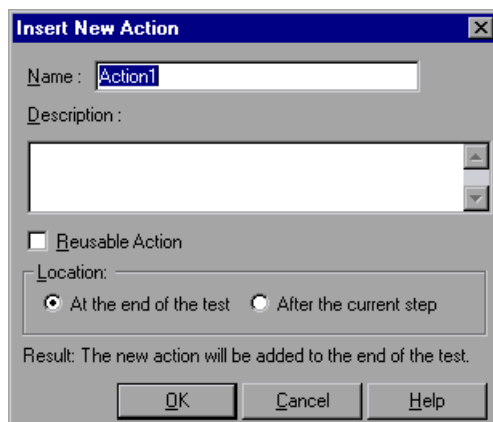 Insert New Action
Name : Action1
Description :
Reusable Action
Location:
At the end of the test After the current step
Result: The new action will be added to the end of the test.
OK Cancel Help